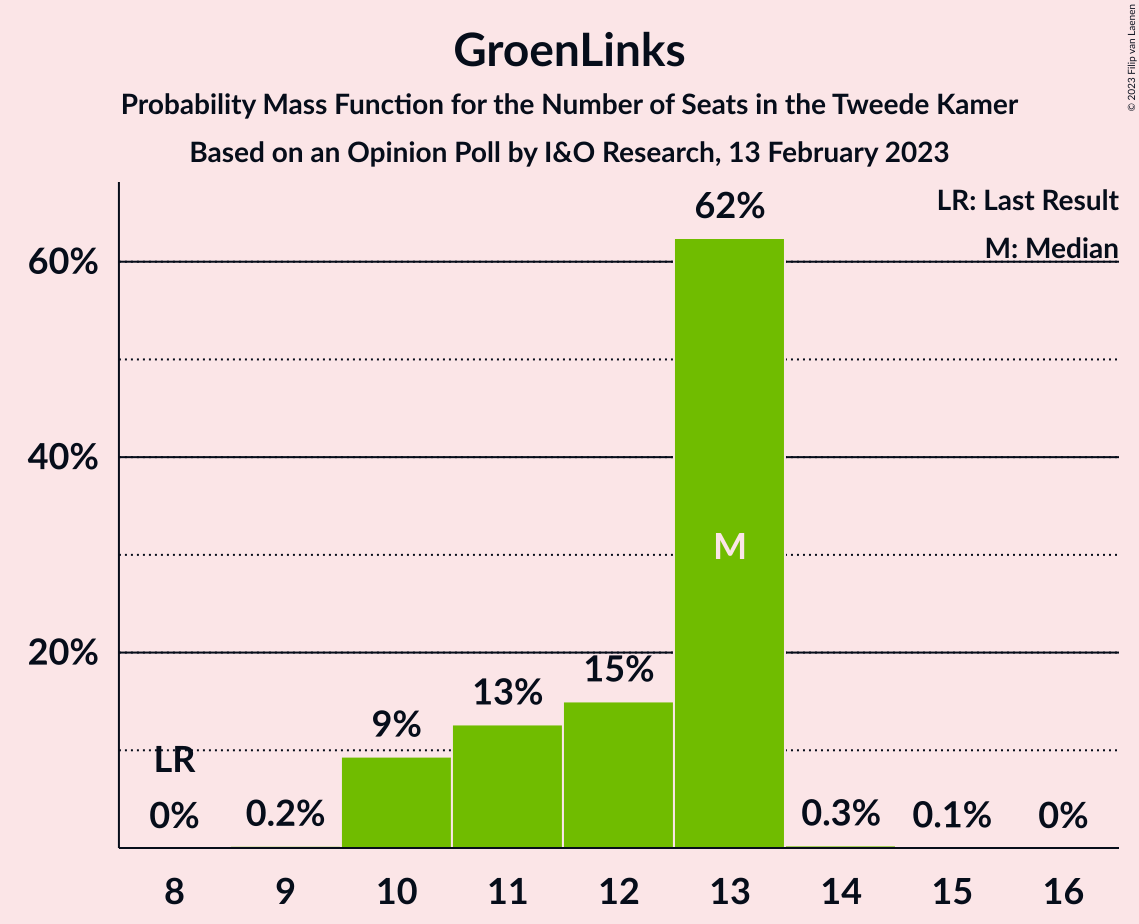 GroenLinks
Probability Mass Function for the Number of Seats in the Tweede Kamer
Based on an Opinion Poll by I&O Research, 13 February 2023
© 2023 Filip van Laenen
LR: Last Result
M: Median
60%
40%
20%
62%
M
15%
13%
9%
LR
0%
0.2%
0.3%
0.1%
0%
8
9
10
11
12
13
14
15
16